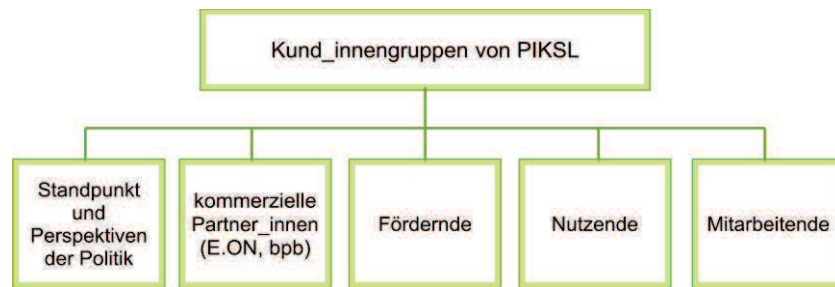 Kund_innengruppen von PIKSL
Standpunkt
und
Perspektiven
der Politik
kommerzielle
Partner_innen
(E.ON, bpb)
Fördernde
Nutzende
Mitarbeitende